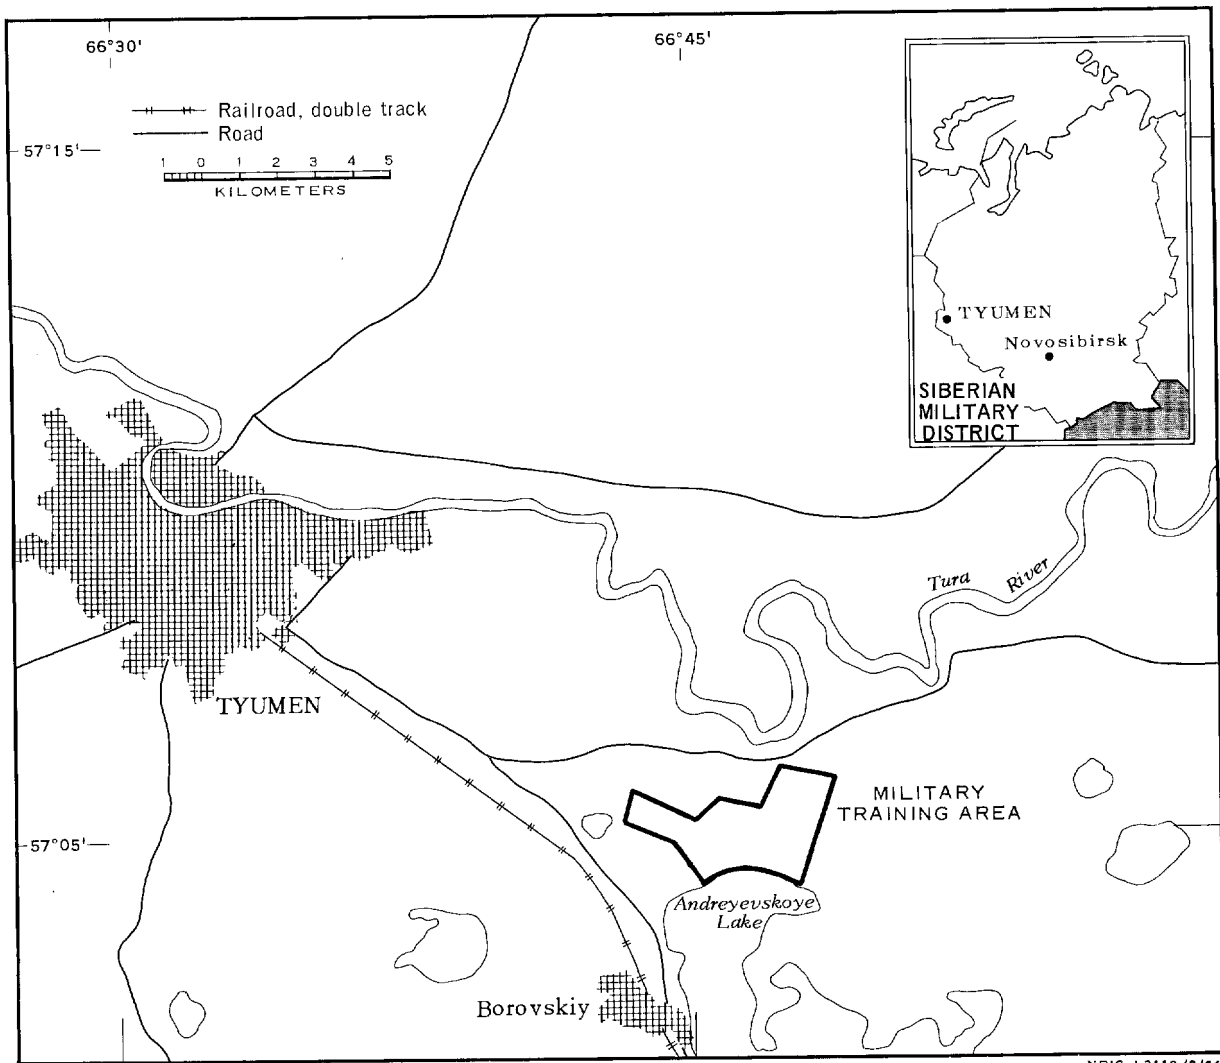 66°30'
66°45'
Railroad, double track
Road
57°15'
1 0 1 2 3 4 5
KILOMETERS
TYUMEN
Novosibirsk
SIBERIAN
MILITARY
DISTRICT
Tura River
TYUMEN
MILITARY
TRAINING AREA
57°05'
Andreyevskoye
Lake
Borovskiy